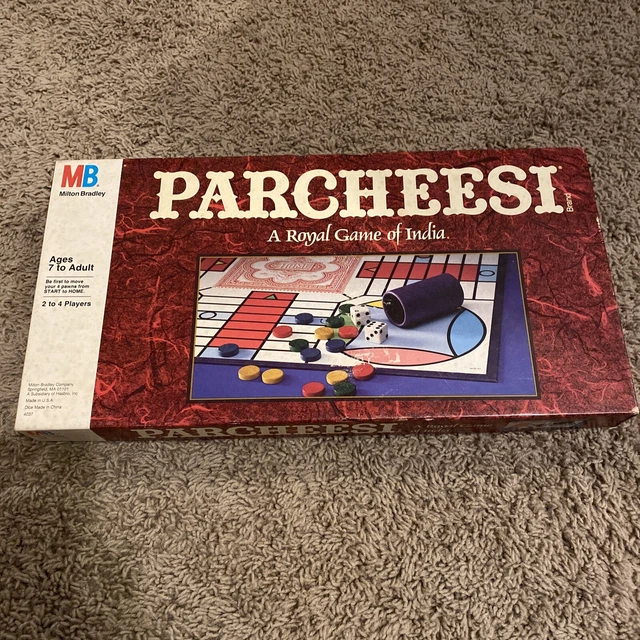 MB
Milton Bradley
PARCHEESI
Brand
A Royal Game of India.
Ages
7 to Adult
Be first to move
your 4 pawns from
START to HOME.
2 to 4 Players
HOME
Milton Bradley Company
Springfield, MA 01101
A Subsidiary of Hasbro, Inc.
Made in U.S.A.
Dice Made in China
PARCHEESI